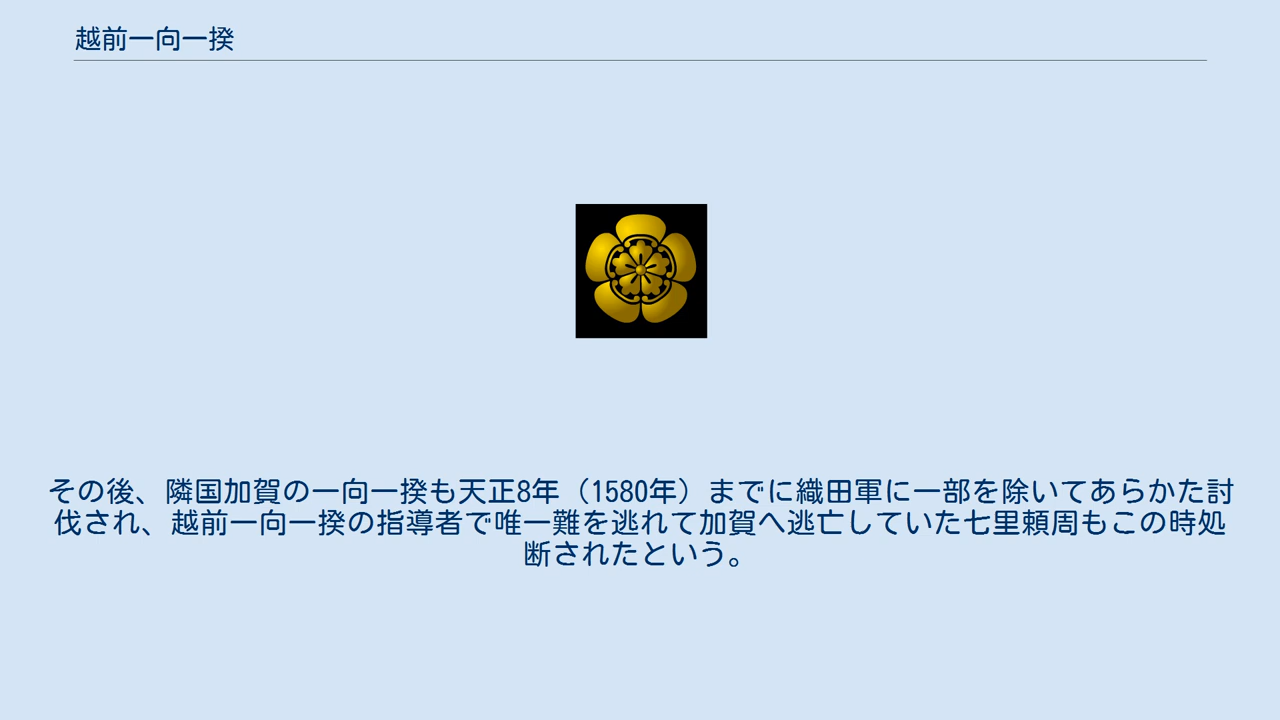 越前一向一揆
その後、隣国加賀の一向一揆も天正8年（1580年）までに織田軍に一部を除いてあらかた討
伐され、越前一向一揆の指導者で唯一難を逃れて加賀へ逃亡していた七里頼周もこの時処
断されたという。